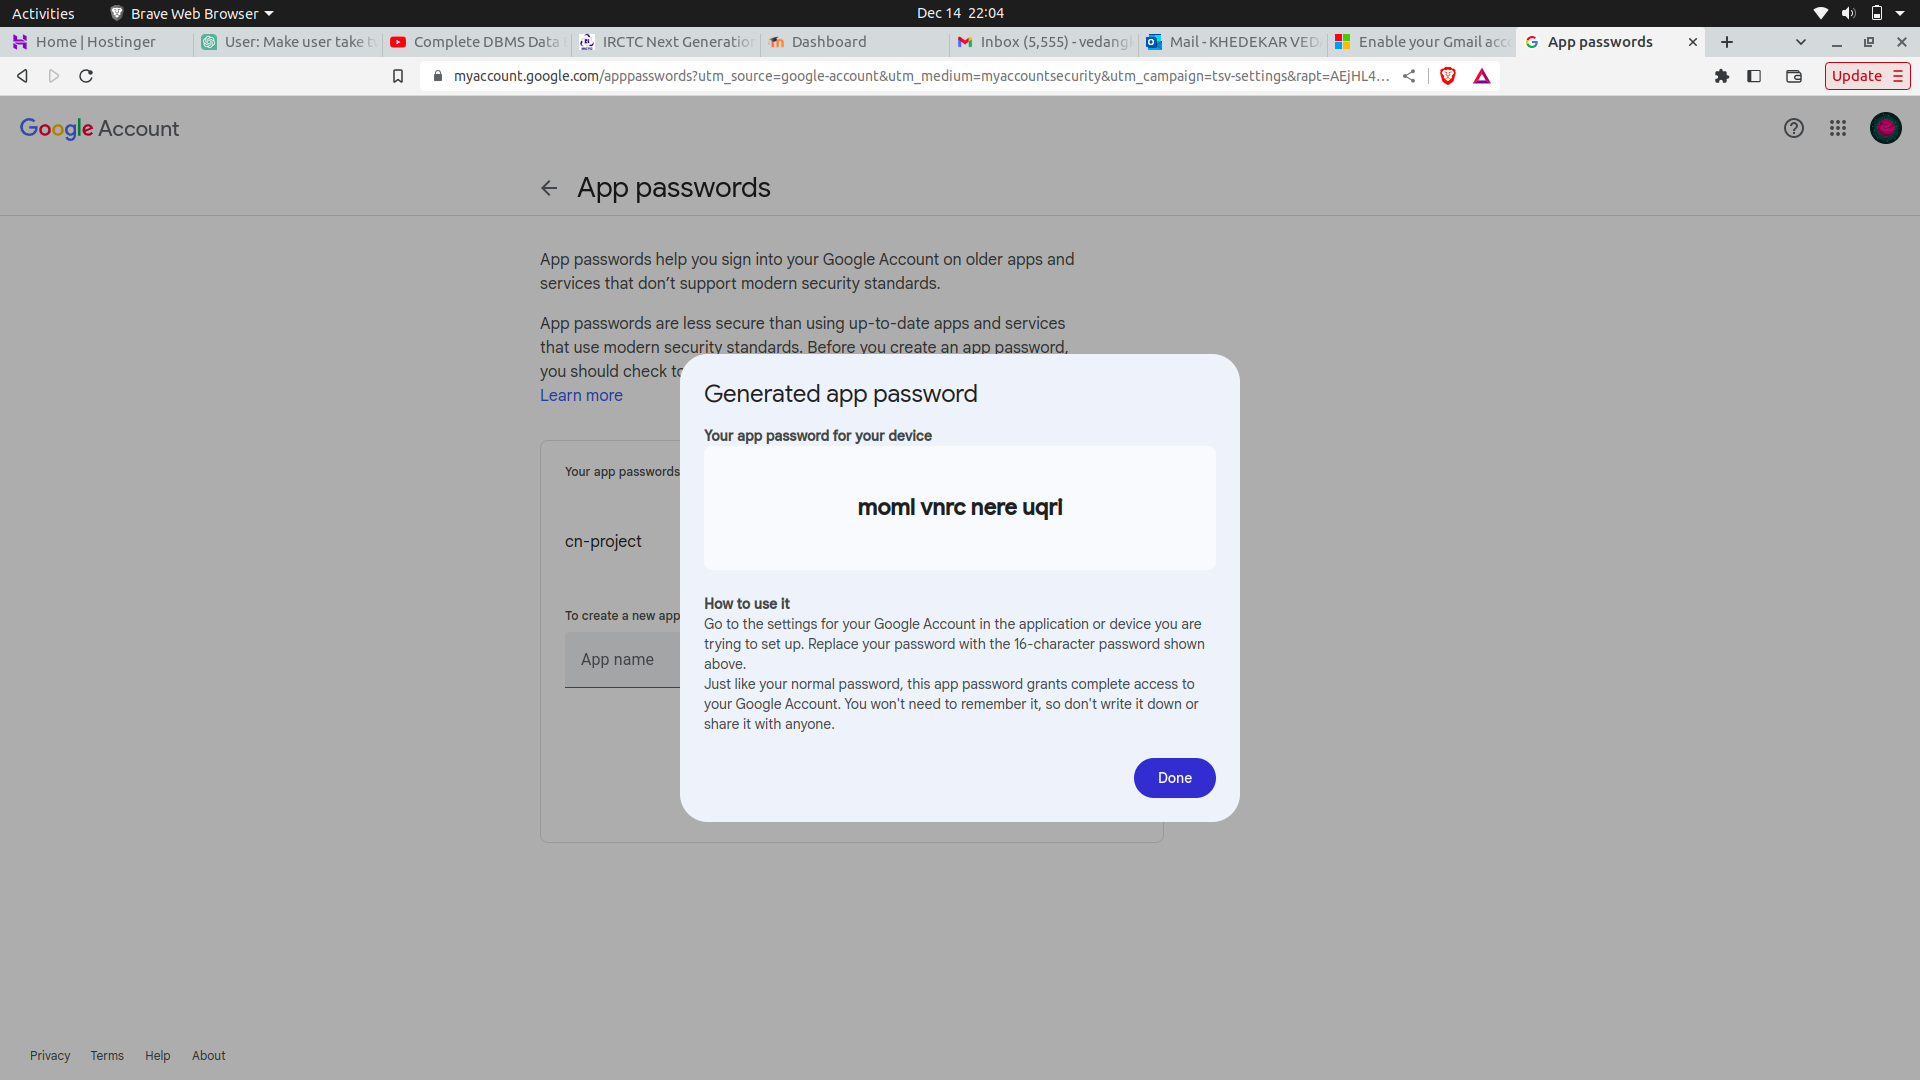 Activities
Brave Web Browser
Dec 14 22:04
Home | Hostinger
User: Make user take t
Complete DBMS Data
IRCTC Next Generation
Dashboard
Inbox (5,555) - vedang
Mail - KHEDEKAR VEDA
Enable your Gmail acc
App passwords
myaccount.google.com/apppasswords?utm_source=google-account&utm_medium=myaccountsecurity&utm_campaign=tsv-settings&rapt=AEjHL4...
Update
Google Account
App passwords
App passwords help you sign into your Google Account on older apps and
services that don’t support modern security standards.
App passwords are less secure than using up-to-date apps and services
that use modern security standards. Before you create an app password,
you should check to
Learn more
Your app passwords
cn-project
To create a new app
App name
Generated app password
Your app password for your device
moml vnrc nere uqri
How to use it
Go to the settings for your Google Account in the application or device you are
trying to set up. Replace your password with the 16-character password shown
above.
Just like your normal password, this app password grants complete access to
your Google Account. You won't need to remember it, so don't write it down or
share it with anyone.
Done
Privacy
Terms
Help
About